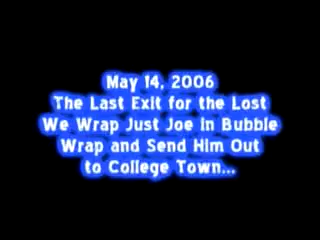 May 14, 2006
The Last Exit for the Lost
We Wrap Just Joe in Bubble
Wrap and Send Him Out
to College Town...